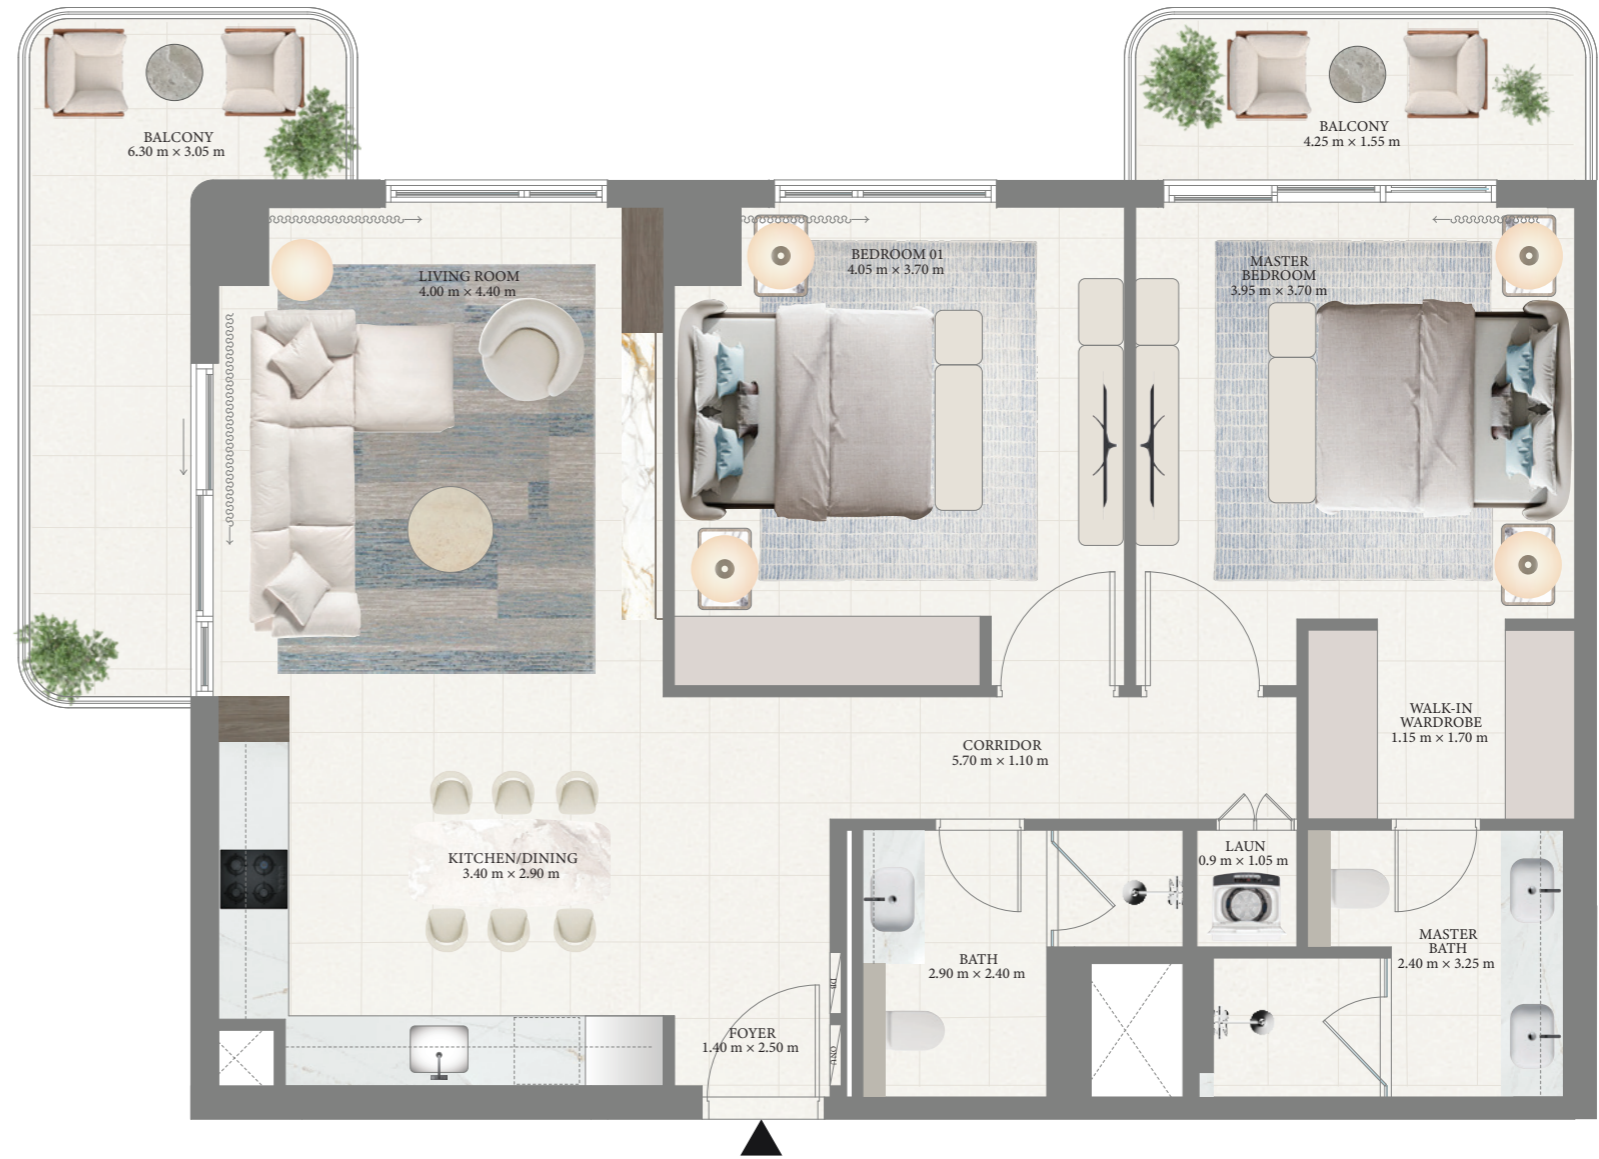 BALCONY
6.30 m × 3.05 m
BALCONY
4.25 m × 1.55 m
LIVING ROOM
4.00 m × 4.40 m
BEDROOM 01
4.05 m × 3.70 m
MASTER
BEDROOM
3.95 m × 3.70 m
WALK-IN
WARDROBE
1.15 m × 1.70 m
CORRIDOR
5.70 m × 1.10 m
KITCHEN/DINING
3.40 m × 2.90 m
LAUN
0.9 m × 1.05 m
BATH
2.90 m × 2.40 m
MASTER
BATH
2.40 m × 3.25 m
DB
FOYER
1.40 m × 2.50 m
ONU